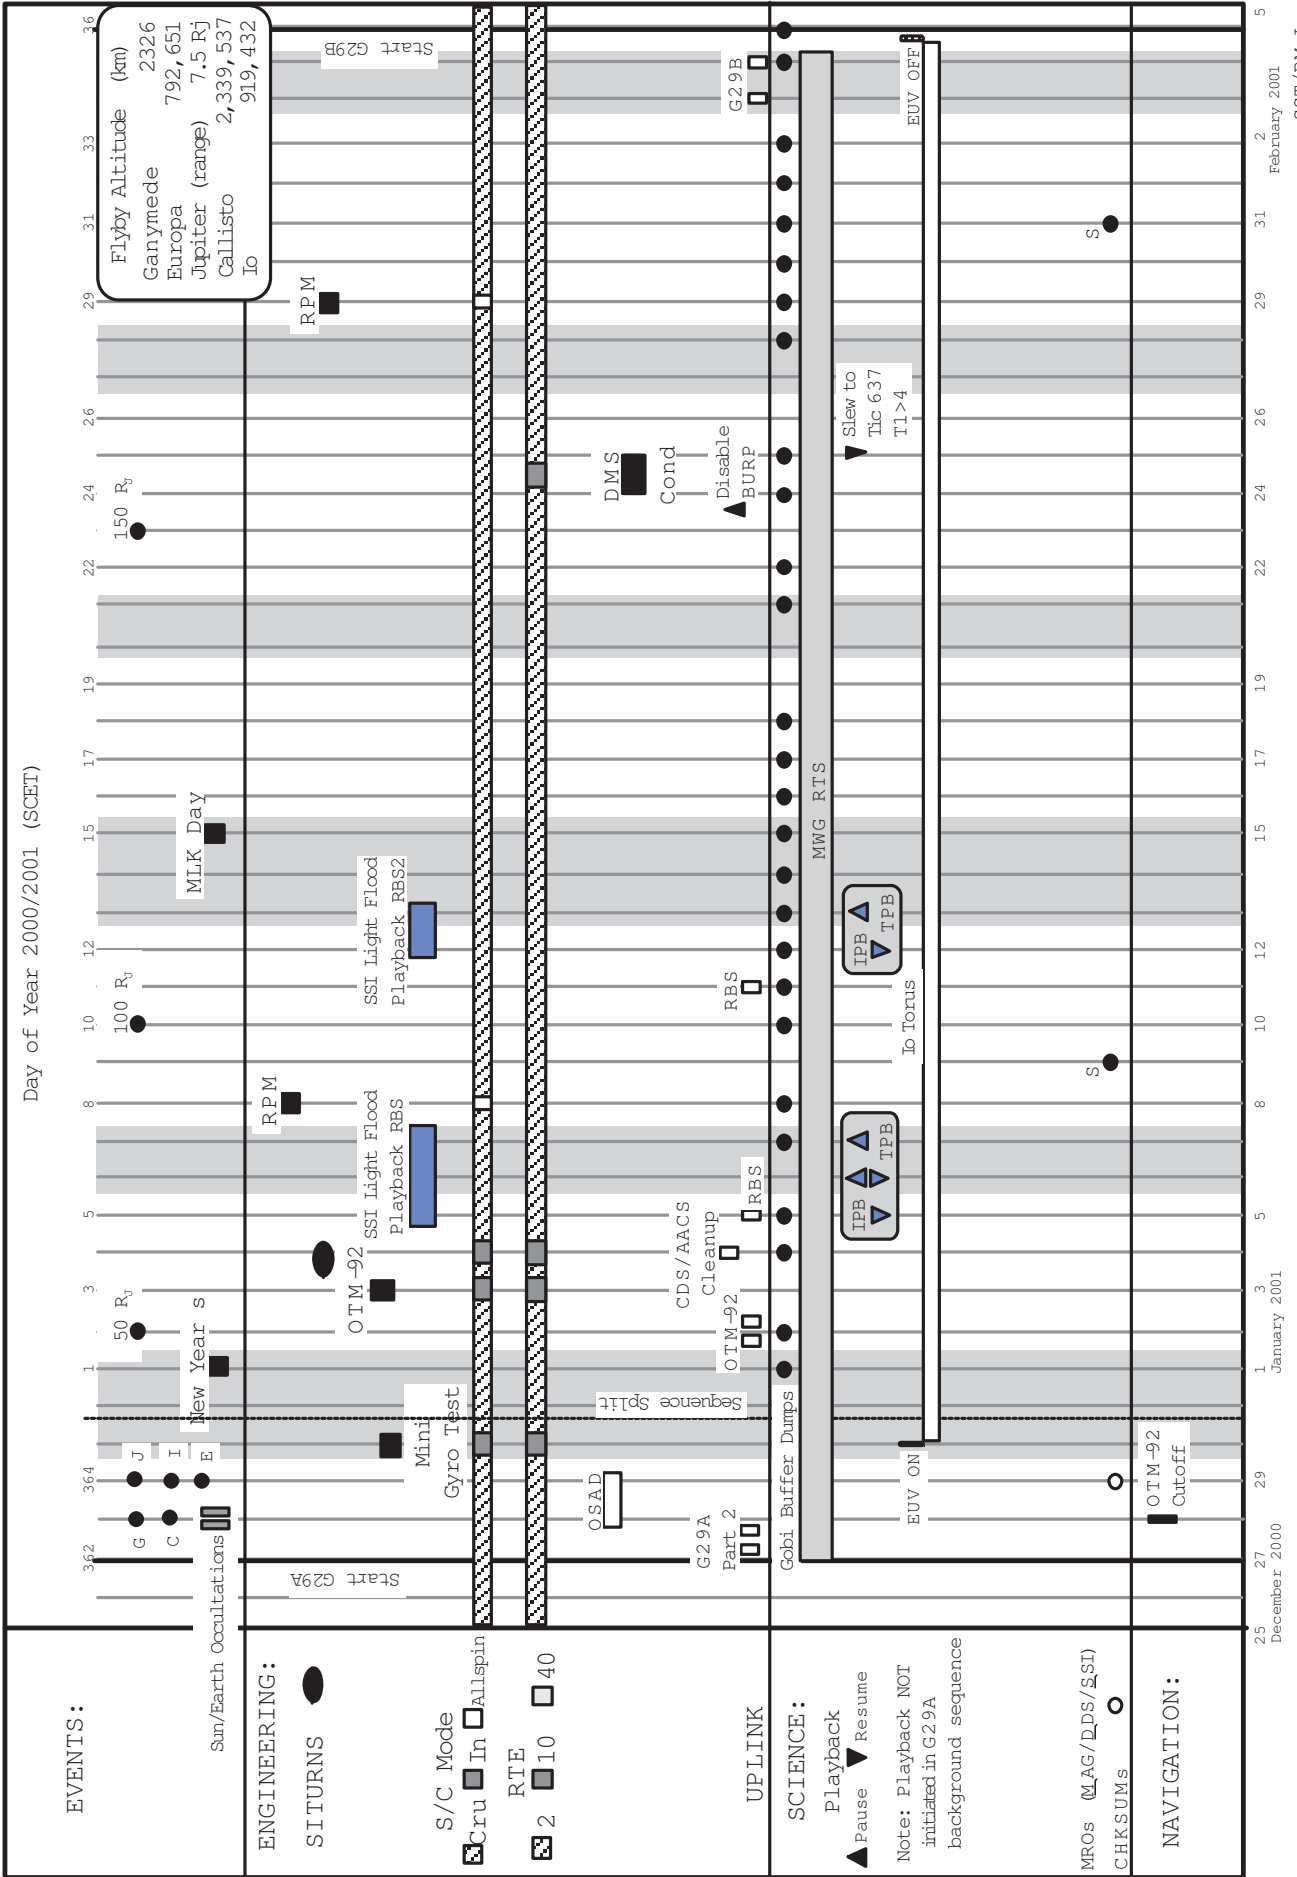 Day of Year 2000/2001 (SCET)
362
364
1
3
5
8
10
12
15
17
19
22
24
26
29
31
33
36
EVENTS:
Sun/Earth Occultations
G
C
J
I
E
New Year s
50 RJ
100 RJ
MLK Day
150 RJ
Flyby Altitude (km)
Ganymede 2326
Europa 792,651
Jupiter (range) 7.5 Rj
Callisto 2,339,537
Io 919,432
ENGINEERING:
SITURNS
Start G29A
Mini
Gyro Test
OTM-92
SSI Light Flood
Playback RBS
RPM
SSI Light Flood
Playback RBS2
RPM
Start G29B
S/C Mode
Cru In Allspin
RTE
2 10 40
OSAD
Sequence Split
DMS
Cond
UPLINK
G29A
Part 2
OTM-92
CDS/AACS
Cleanup
RBS
RBS
Disable
BURP
G29B
SCIENCE:
Gobi Buffer Dumps
MWG RTS
Playback
Pause Resume
Note: Playback NOT
initiated in G29A
background sequence
IPB
TPB
IPB
TPB
Slew to
Tic 637
T1>4
EUV ON
Io Torus
EUV OFF
MROs (MAG/DDS/SSI)
CHKSUMs
S
S
NAVIGATION:
OTM-92
Cutoff
25
27
29
1
3
5
8
10
12
15
17
19
22
24
26
29
31
2
5
December 2000
January 2001
February 2001